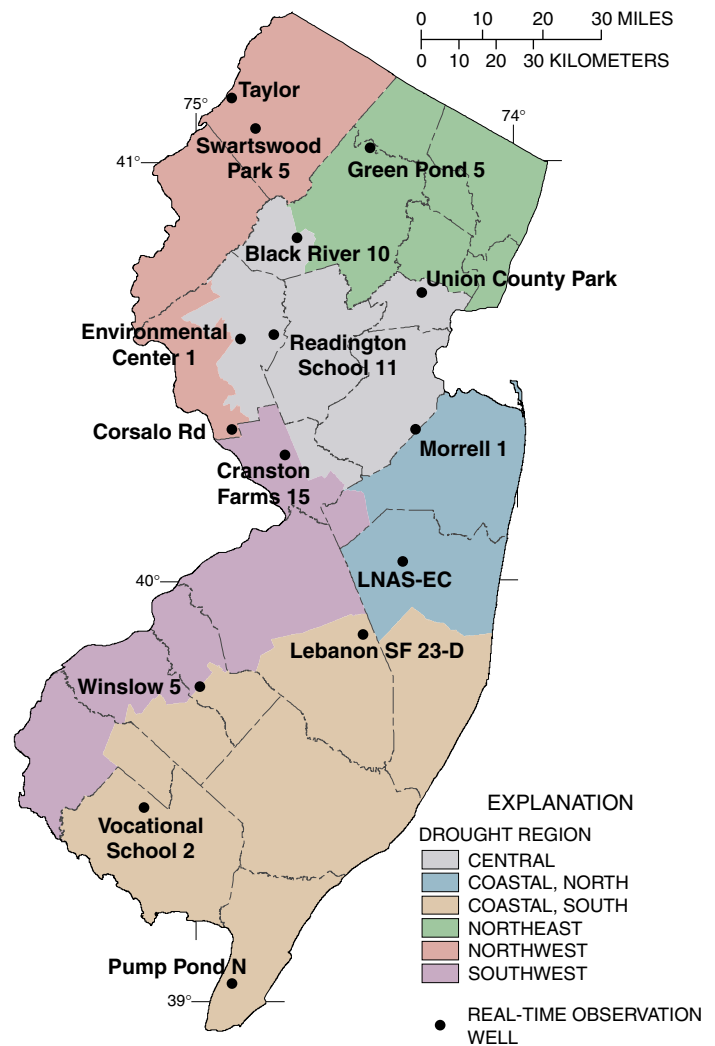 0 10 20 30 MILES
0 10 20 30 KILOMETERS
Taylor
75°
74°
Swartswood
Park 5
41°
Green Pond 5
Black River 10
Union County Park
Environmental
Center 1
Readington
School 11
Corsalo Rd
Morrell 1
Cranston
Farms 15
40°
LNAS-EC
Lebanon SF 23-D
Winslow 5
Vocational
School 2
Pump Pond N
39°
EXPLANATION
DROUGHT REGION
CENTRAL
COASTAL, NORTH
COASTAL, SOUTH
NORTHEAST
NORTHWEST
SOUTHWEST
REAL-TIME OBSERVATION
WELL